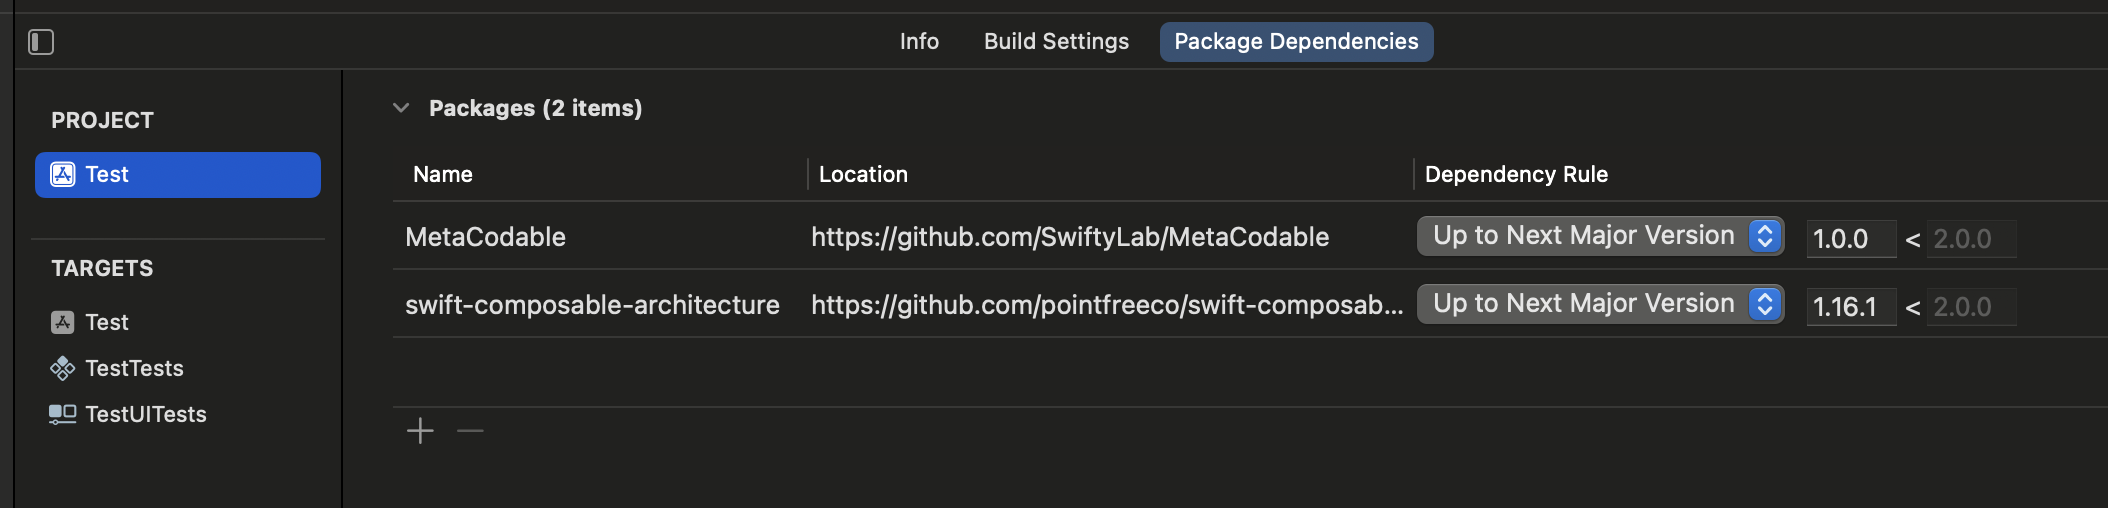 Info Build Settings Package Dependencies
PROJECT
Test
TARGETS
Test
TestTests
TestUITests
Packages (2 items)
Name Location Dependency Rule
MetaCodable https://github.com/SwiftyLab/MetaCodable Up to Next Major Version 1.0.0 < 2.0.0
swift-composable-architecture https://github.com/pointfreeco/swift-composab... Up to Next Major Version 1.16.1 < 2.0.0